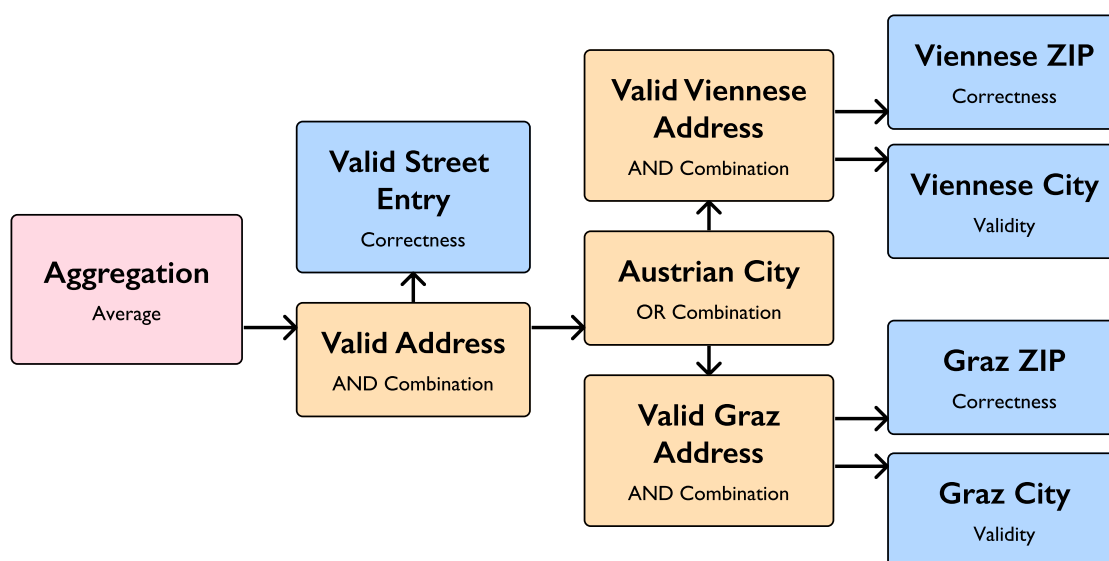 Aggregation
Average
Valid Street
Entry
Correctness
Valid Address
AND Combination
Valid Viennese
Address
AND Combination
Austrian City
OR Combination
Valid Graz
Address
AND Combination
Viennese ZIP
Correctness
Viennese City
Validity
Graz ZIP
Correctness
Graz City
Validity